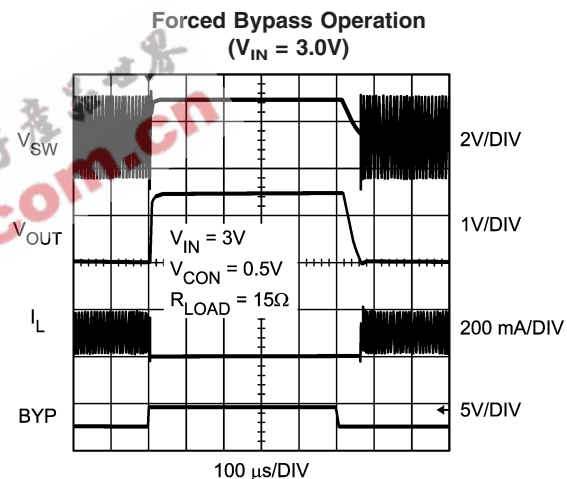 Forced Bypass Operation
(VIN = 3.0V)
VSW
2V/DIV
VOUT
1V/DIV
VIN = 3V
VCON = 0.5V
RLOAD = 15Ω
IL
200 mA/DIV
BYP
5V/DIV
100 μs/DIV
com.cn